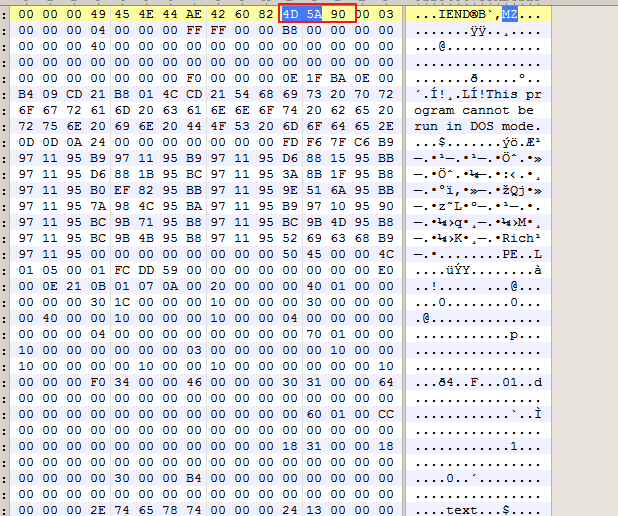 : 00 00 00 49 45 4E 44 AE 42 60 82 4D 5A 90 00 03 ...IEND®B`‚MZ...
: 00 00 00 04 00 00 00 FF FF 00 00 B8 00 00 00 00 .......ÿÿ..¸....
: 00 00 00 40 00 00 00 00 00 00 00 00 00 00 00 00 ...@............
: 00 00 00 00 00 00 00 00 00 00 00 00 00 00 00 00 ................
: 00 00 00 00 00 00 00 F0 00 00 00 0E 1F BA 0E 00 .......ð.....º..
: B4 09 CD 21 B8 01 4C CD 21 54 68 69 73 20 70 72 ´.Í!¸.LÍ!This pr
: 6F 67 72 61 6D 20 63 61 6E 6E 6F 74 20 62 65 20 ogram cannot be
: 72 75 6E 20 69 6E 20 44 4F 53 20 6D 6F 64 65 2E run in DOS mode.
: 0D 0D 0A 24 00 00 00 00 00 00 00 FD F6 7F C6 B9 ...$.......ýö.Æ¹
: 97 11 95 B9 97 11 95 B9 97 11 95 D6 88 15 95 BB —.•¹—.•¹—.•Öˆ.•»
: 97 11 95 D6 88 1B 95 BC 97 11 95 3A 8B 1F 95 B8 —.•Öˆ.•¼—.•:‹.•¸
: 97 11 95 B0 EF 82 95 BB 97 11 95 9E 51 6A 95 BB —.•°ï‚•»—.•žQj•»
: 97 11 95 7A 98 4C 95 BA 97 11 95 B9 97 10 95 90 —.•z˜L•º—.•¹—.•.
: 97 11 95 BC 9B 71 95 B8 97 11 95 BC 9B 4D 95 B8 —.•¼›q•¸—.•¼›M•¸
: 97 11 95 BC 9B 4B 95 B8 97 11 95 52 69 63 68 B9 —.•¼›K•¸—.•Rich¹
: 97 11 95 00 00 00 00 00 00 00 00 50 45 00 00 4C —.•........PE..L
: 01 05 00 01 FC DD 59 00 00 00 00 00 00 00 00 E0 ....üÝY........à
: 00 0E 21 0B 01 07 0A 00 20 00 00 00 40 01 00 00 ..!..... ...@...
: 00 00 00 30 1C 00 00 00 10 00 00 00 30 00 00 00 ...0........0...
: 00 40 00 00 10 00 00 00 10 00 00 04 00 00 00 00 .@..............
: 00 00 00 04 00 00 00 00 00 00 00 00 70 01 00 00 ............p...
: 10 00 00 00 00 00 00 03 00 00 00 00 00 10 00 00 ................
: 10 00 00 00 00 10 00 00 10 00 00 00 00 00 00 10 ................
: 00 00 00 F0 34 00 00 46 00 00 00 30 31 00 00 64 ...ð4..F...01..d
: 00 00 00 00 00 00 00 00 00 00 00 00 00 00 00 00 ................
: 00 00 00 00 00 00 00 00 00 00 00 00 60 01 00 CC ............`..Ì
: 00 00 00 00 00 00 00 00 00 00 00 00 00 00 00 00 ................
: 00 00 00 00 00 00 00 00 00 00 00 18 31 00 00 18 ............1...
: 00 00 00 00 00 00 00 00 00 00 00 00 00 00 00 00 ................
: 00 00 00 00 30 00 00 B4 00 00 00 00 00 00 00 00 ....0..´........
: 00 00 00 00 00 00 00 00 00 00 00 00 00 00 00 00 ................
: 00 00 00 2E 74 65 78 74 00 00 00 24 13 00 00 00 ....text...$....